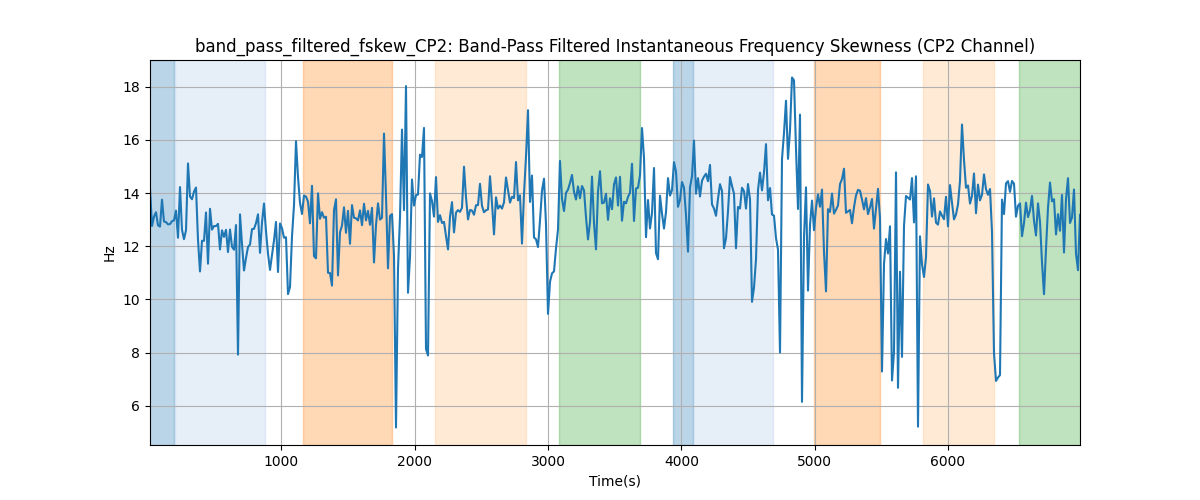 band_pass_filtered_fskew_CP2: Band-Pass Filtered Instantaneous Frequency Skewness (CP2 Channel)
18
16
14
12
10
8
6
Hz
1000 2000 3000 4000 5000 6000
Time(s)